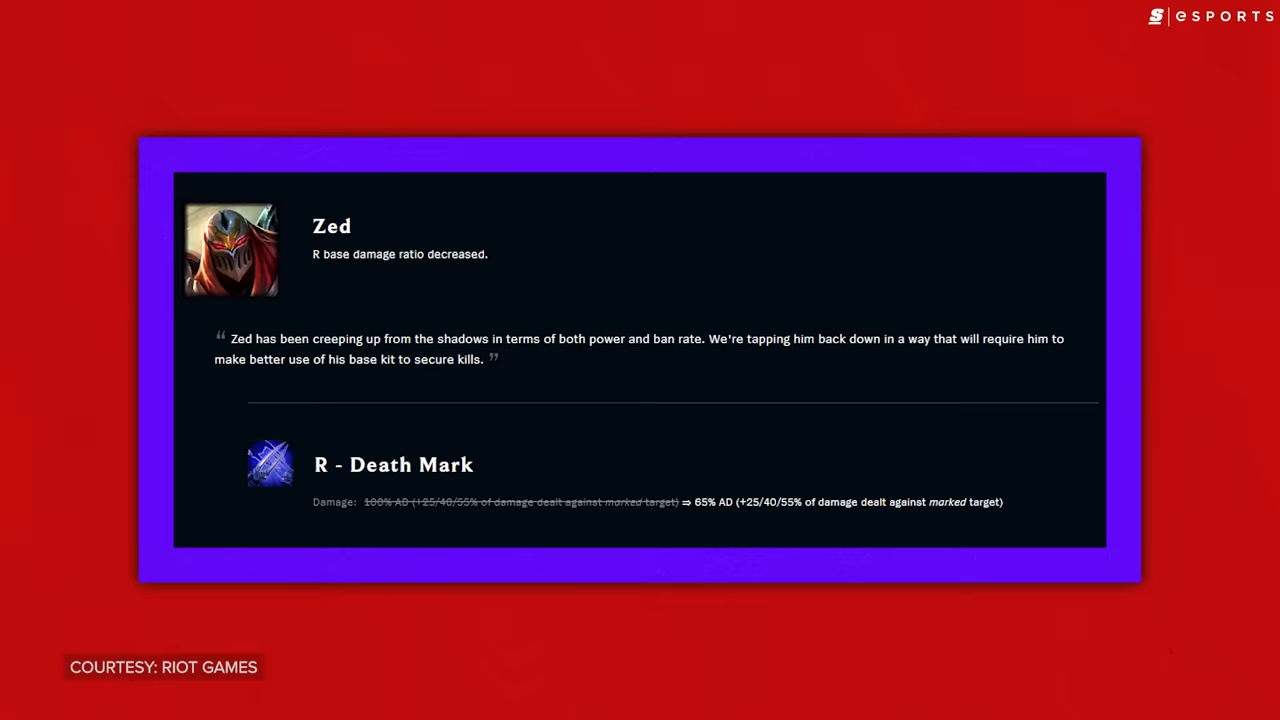 S | eSPORTS
Zed
R base damage ratio decreased.
“ Zed has been creeping up from the shadows in terms of both power and ban rate. We're tapping him back down in a way that will require him to
make better use of his base kit to secure kills. ”
R - Death Mark
Damage: 100% AD (+25/40/55% of damage dealt against marked target) ⇒ 65% AD (+25/40/55% of damage dealt against marked target)
COURTESY: RIOT GAMES